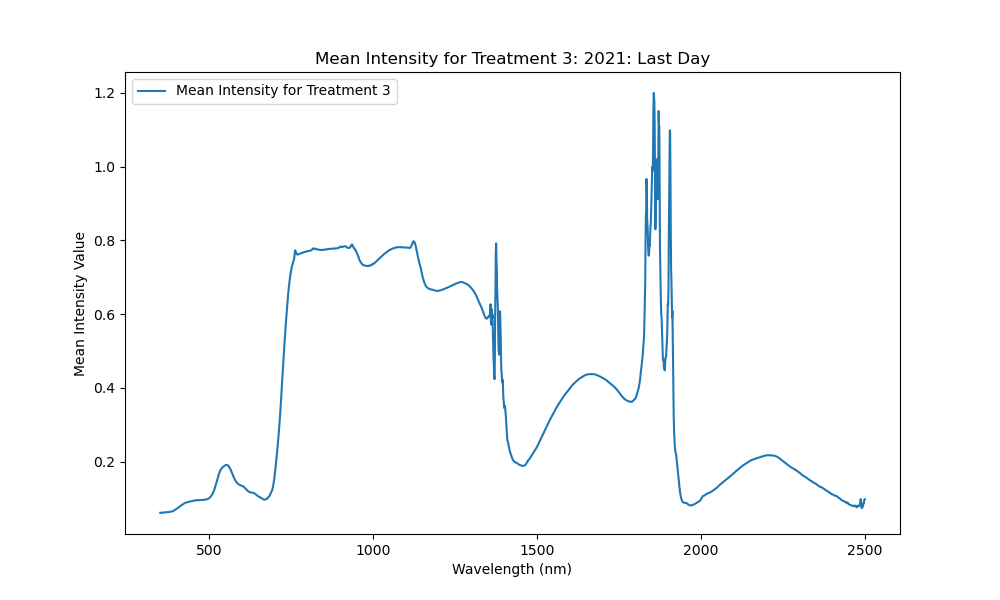 Mean Intensity for Treatment 3: 2021: Last Day
Mean Intensity for Treatment 3
Mean Intensity Value
1.2
1.0
0.8
0.6
0.4
0.2
500
1000
1500
2000
2500
Wavelength (nm)